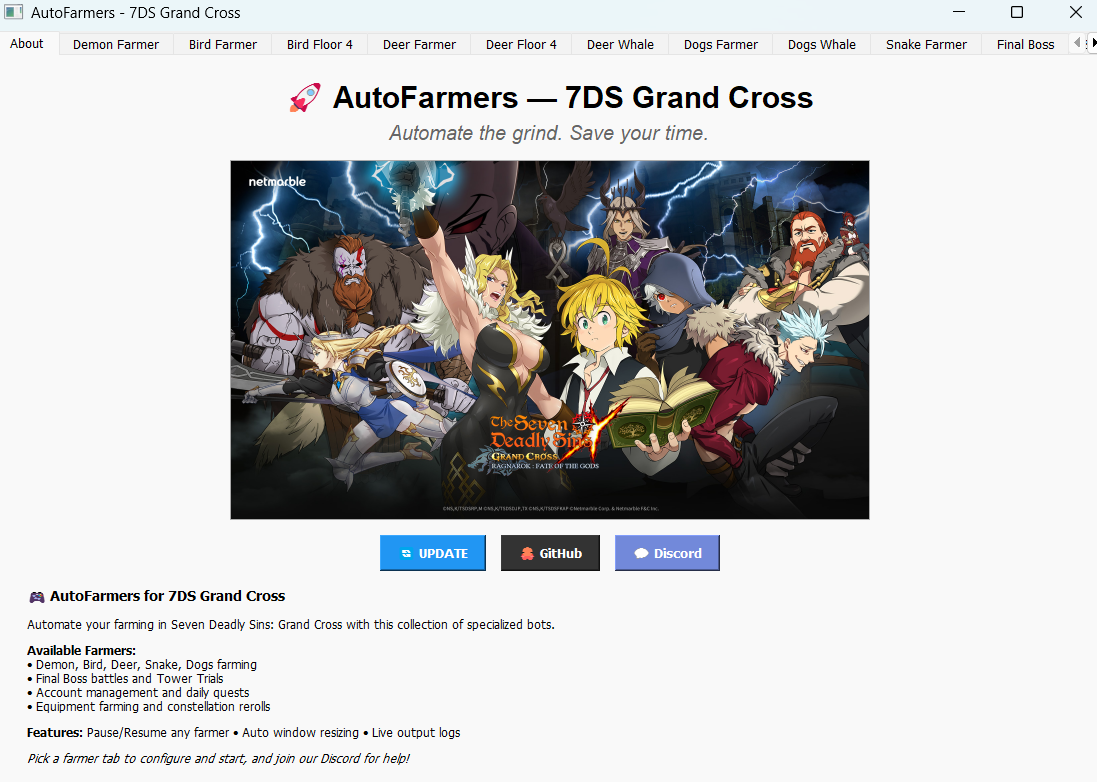 AutoFarmers - 7DS Grand Cross
About Demon Farmer Bird Farmer Bird Floor 4 Deer Farmer Deer Floor 4 Deer Whale Dogs Farmer Dogs Whale Snake Farmer Final Boss
🚀 AutoFarmers — 7DS Grand Cross
Automate the grind. Save your time.
netmarble
The Seven
Deadly Sins
GRAND CROSS
RAGNAROK : FATE OF THE GODS
UPDATE GitHub Discord
🎮 AutoFarmers for 7DS Grand Cross
Automate your farming in Seven Deadly Sins: Grand Cross with this collection of specialized bots.
Available Farmers:
• Demon, Bird, Deer, Snake, Dogs farming
• Final Boss battles and Tower Trials
• Account management and daily quests
• Equipment farming and constellation rerolls
Features: Pause/Resume any farmer • Auto window resizing • Live output logs
Pick a farmer tab to configure and start, and join our Discord for help!